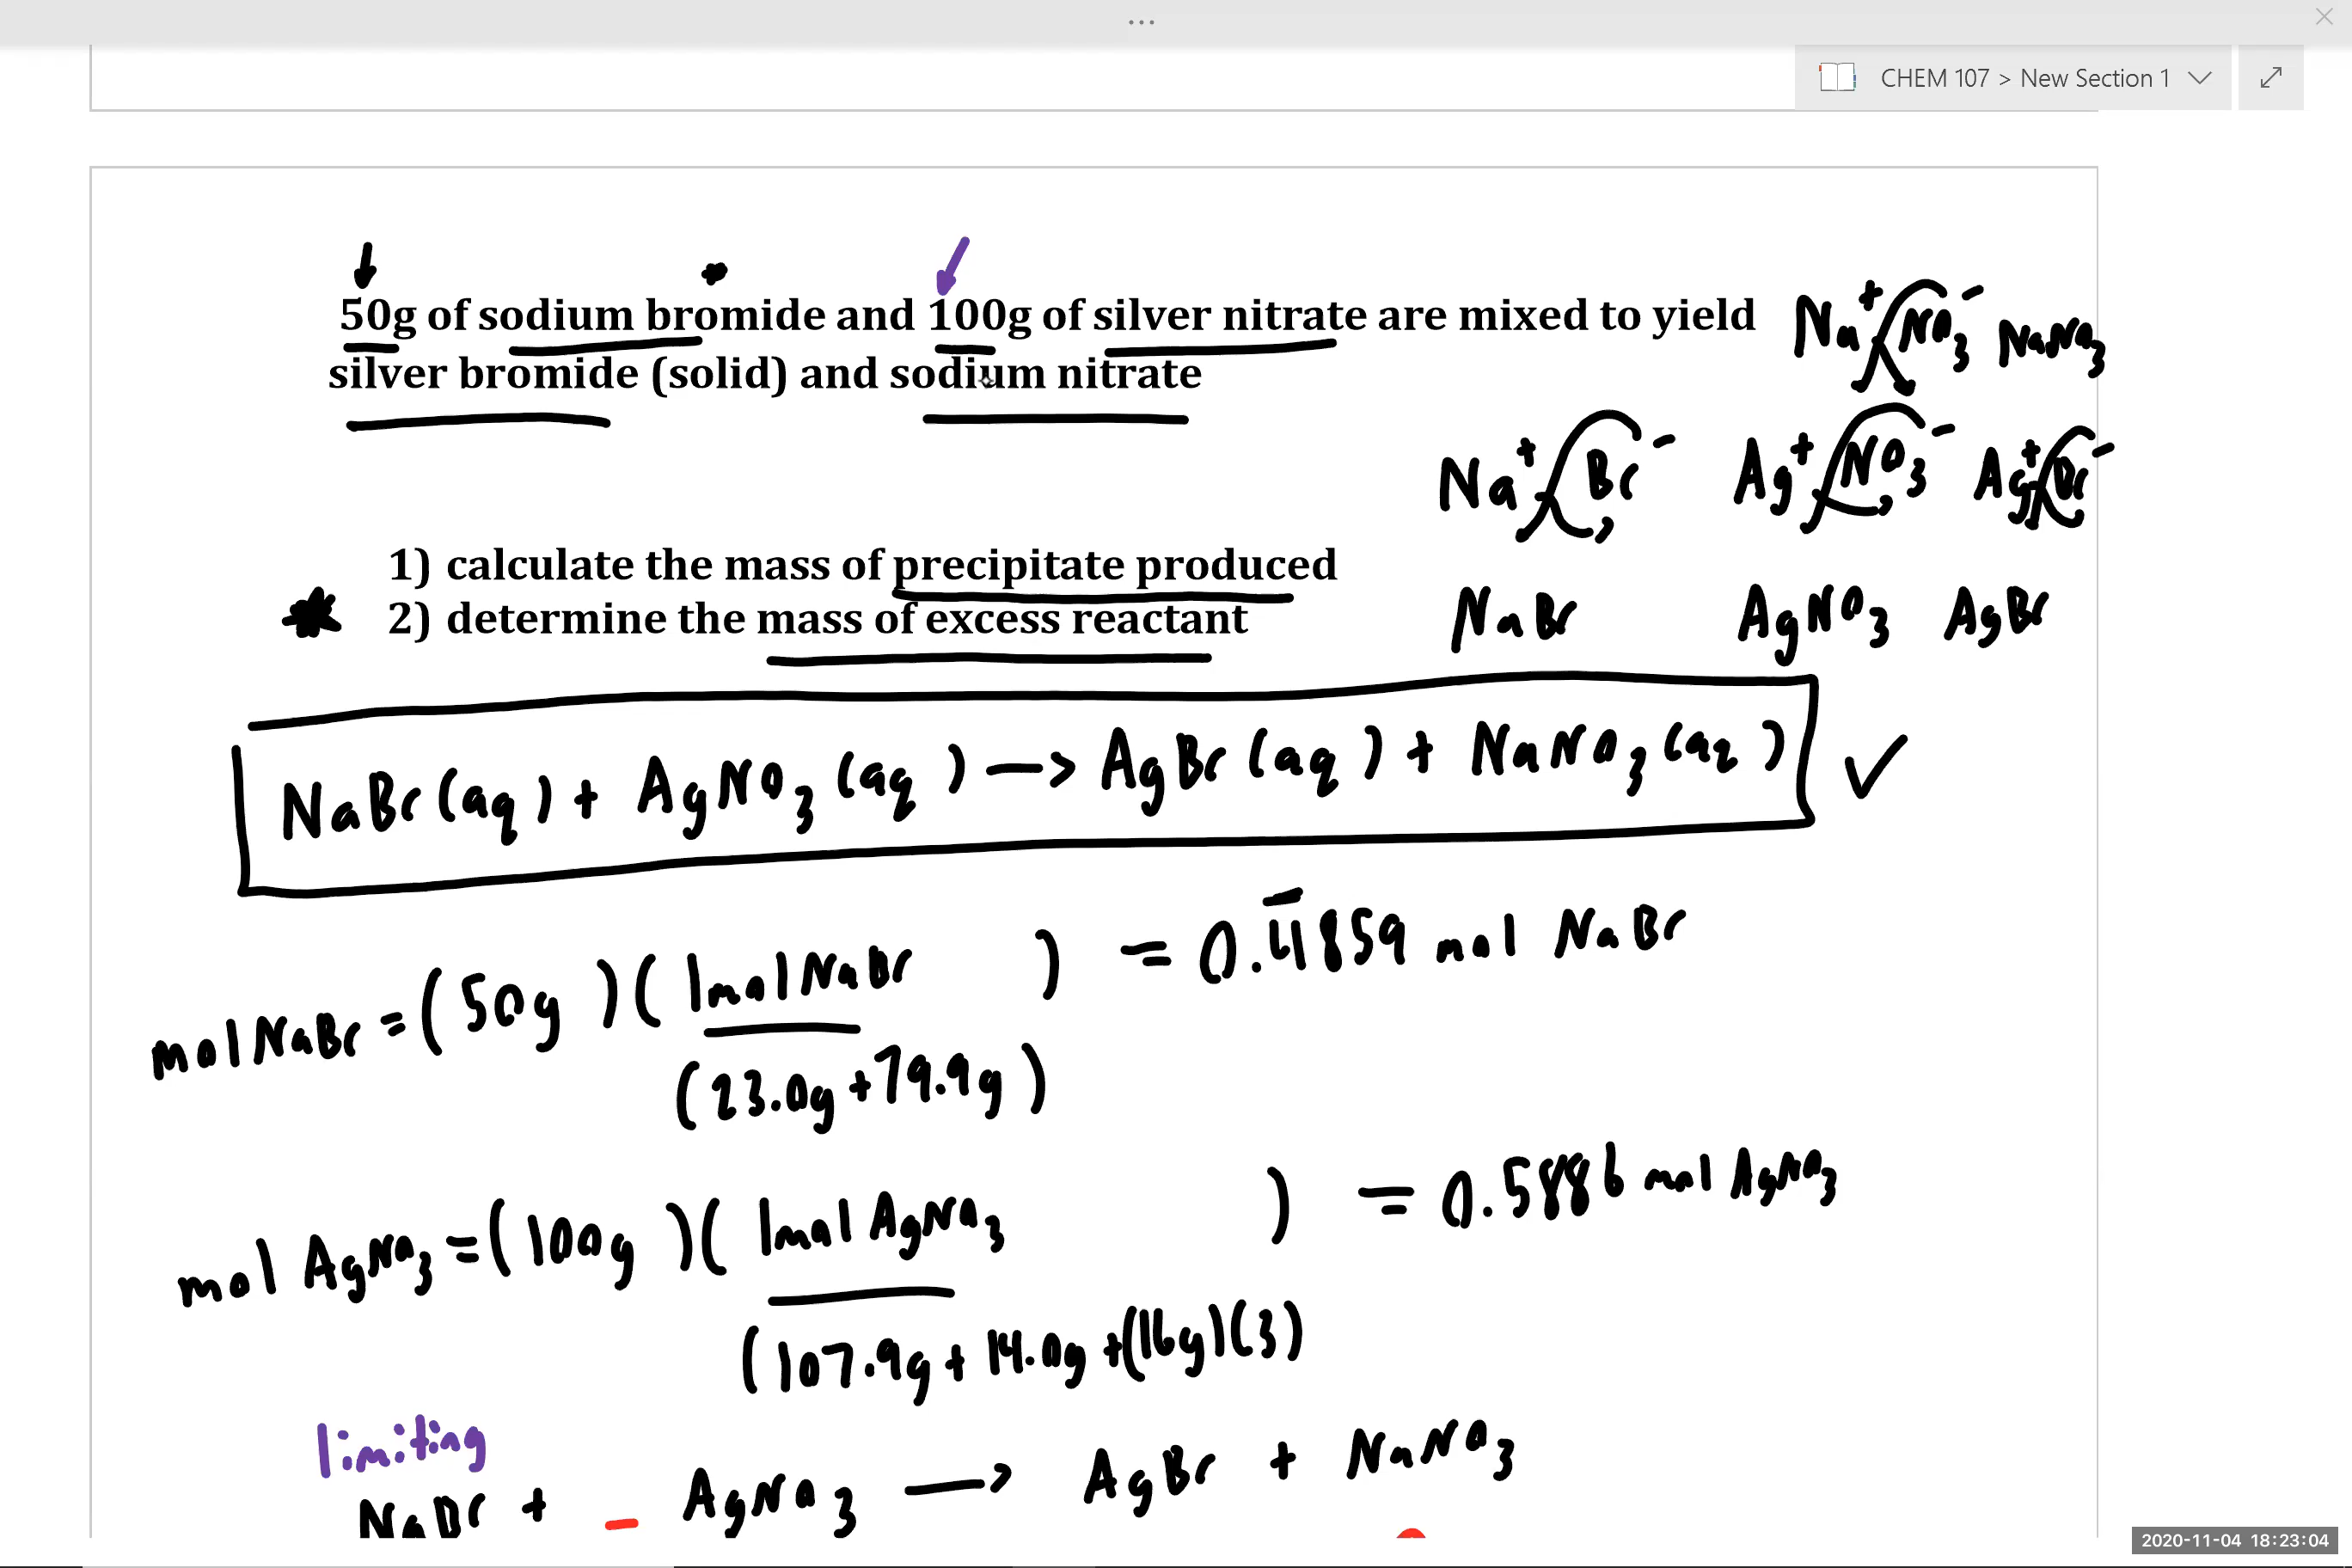 CHEM 107 > New Section 1
50g of sodium bromide and 100g of silver nitrate are mixed to yield
silver bromide (solid) and sodium nitrate
Na⁺ NO₃⁻ NaNO₃
Na⁺ Br⁻ Ag⁺ NO₃⁻ Ag⁺ Br⁻
1) calculate the mass of precipitate produced
2) determine the mass of excess reactant
NaBr AgNO₃ AgBr
NaBr(aq) + AgNO₃(aq) -> AgBr(aq) + NaNO₃(aq) ✓
mol NaBr = (50g)(1mol NaBr) = 0.4859 mol NaBr
(23.0g+79.9g)
mol AgNO₃ = (100g)(1mol AgNO₃) = 0.5886 mol AgNO₃
(107.9g + 14.0g + (16g)(3))
limiting
NaBr + AgNO₃ -> AgBr + NaNO₃
2020-11-04 18:23:04